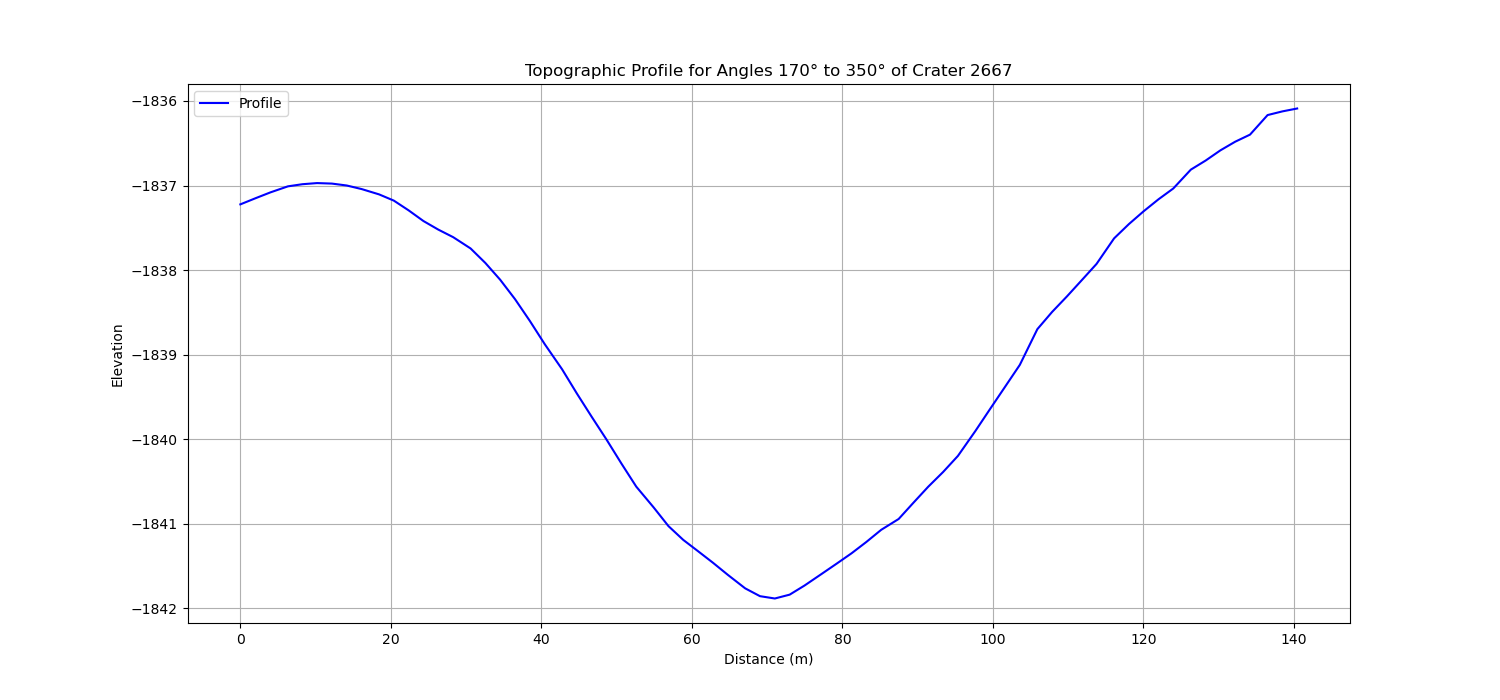 Topographic Profile for Angles 170° to 350° of Crater 2667
Profile
−1836
−1837
−1838
−1839
−1840
−1841
−1842
Elevation
0 20 40 60 80 100 120 140
Distance (m)